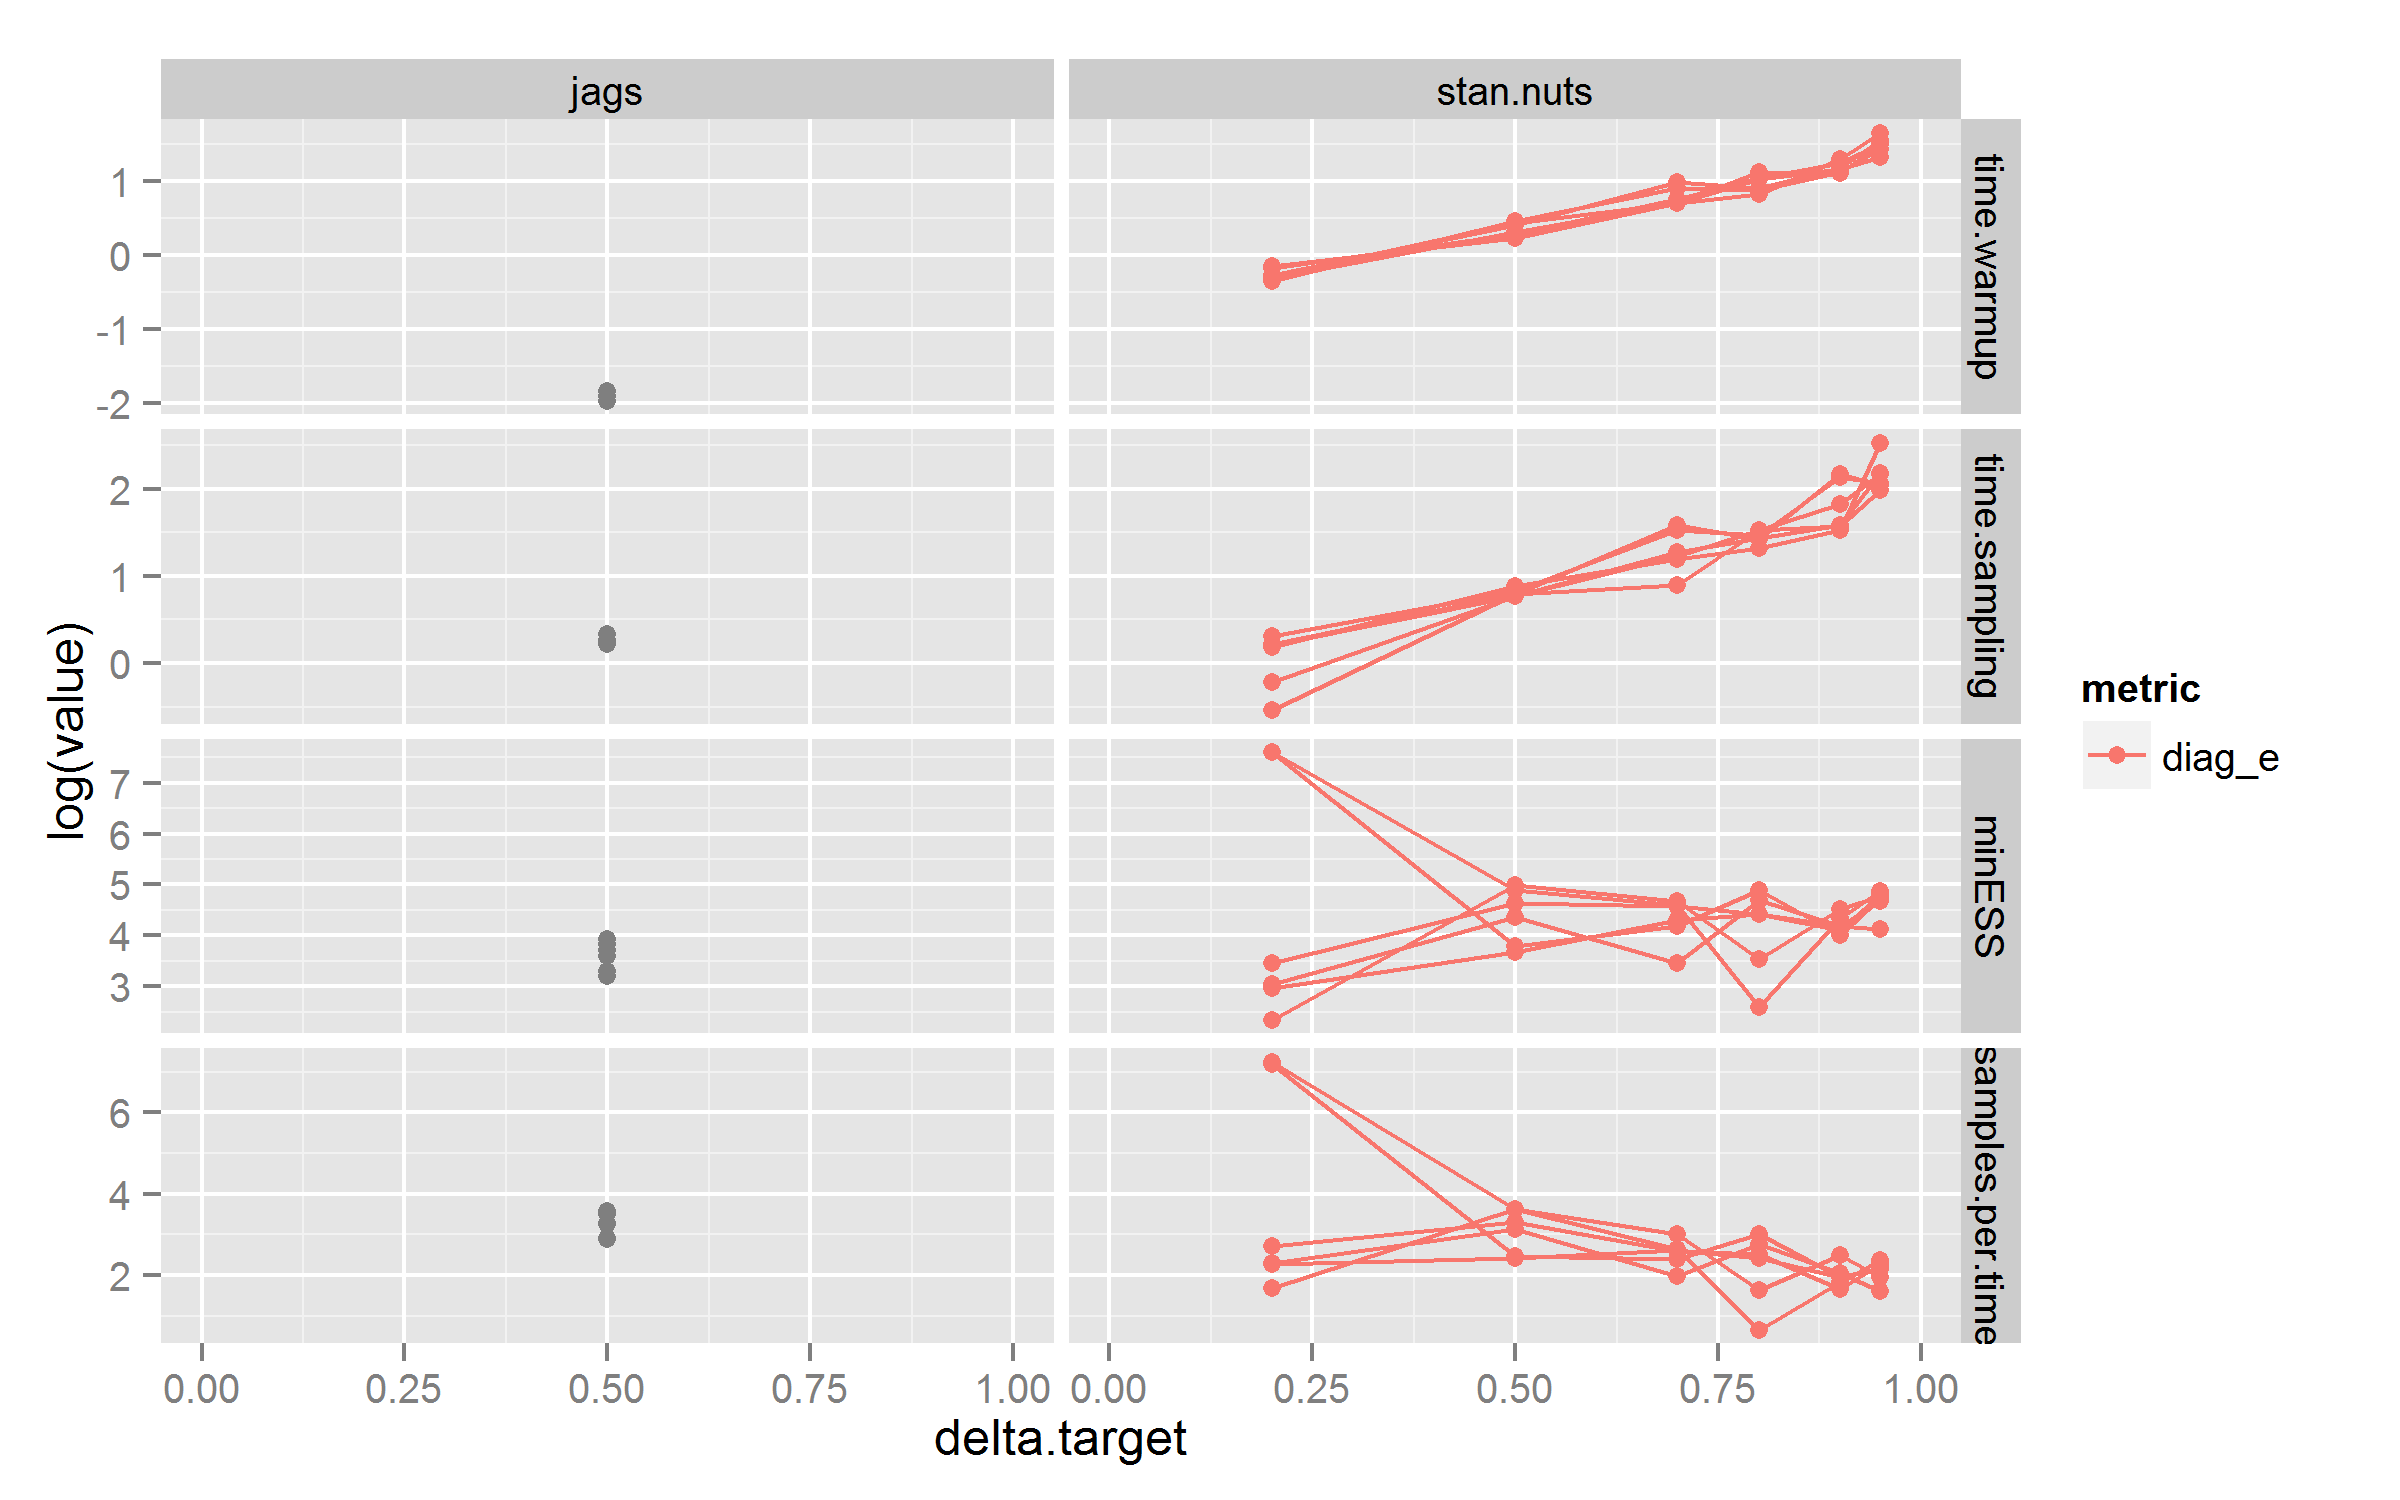 jags
stan.nuts
1
0
-1
-2
time.warmup
2
1
0
time.sampling
7
6
5
4
3
minESS
6
4
2
samples.per.time
log(value)
0.00 0.25 0.50 0.75 1.00
0.00 0.25 0.50 0.75 1.00
delta.target
metric
diag_e